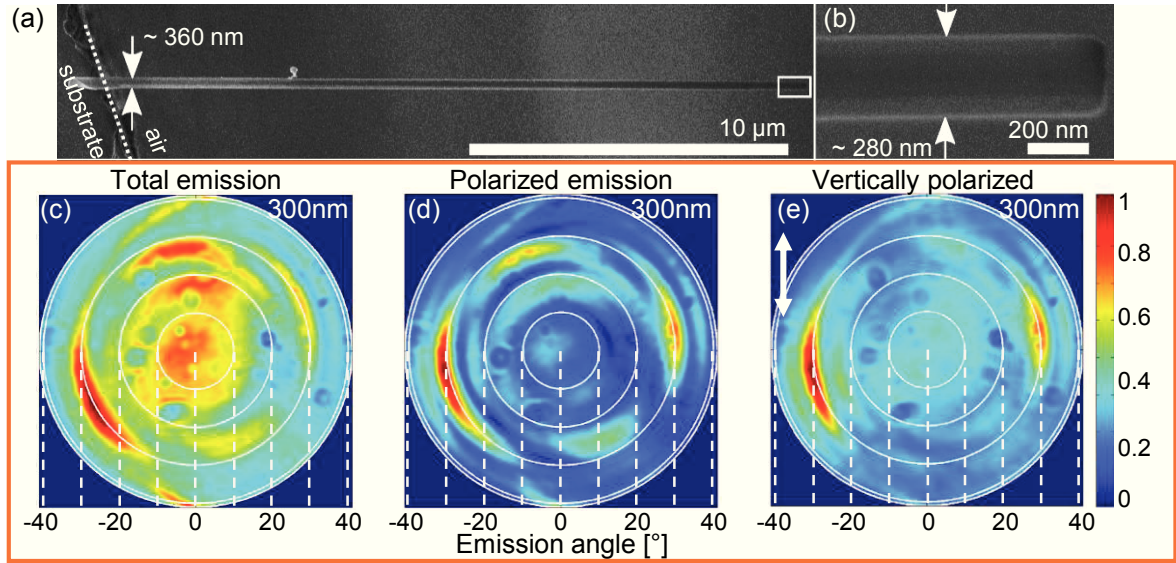 (a)
~ 360 nm
substrate
air
10 µm
(b)
~ 280 nm
200 nm
Total emission
Polarized emission
Vertically polarized
(c)
300nm
(d)
300nm
(e)
300nm
1
0.8
0.6
0.4
0.2
0
-40
-20
0
20
40
-40
-20
0
20
40
-40
-20
0
20
40
Emission angle [°]